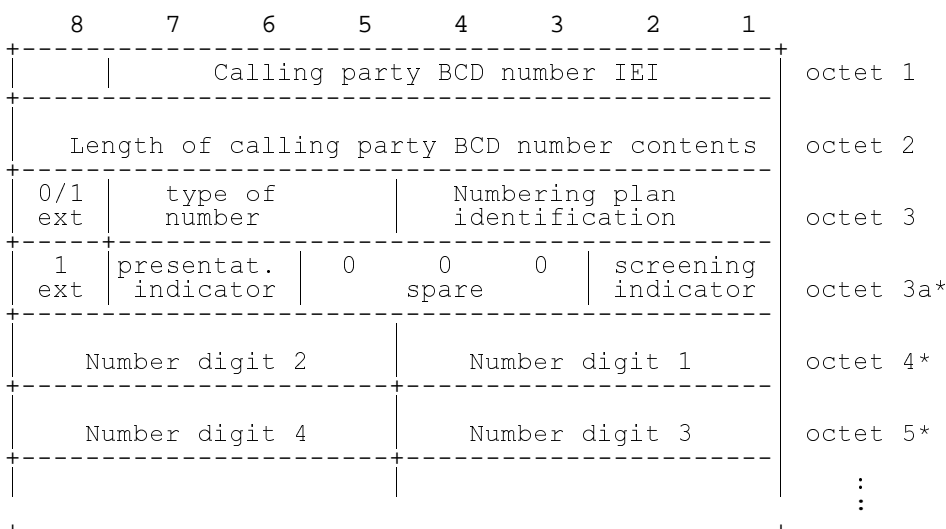 8 7 6 5 4 3 2 1
Calling party BCD number IEI octet 1
Length of calling party BCD number contents octet 2
0/1 type of Numbering plan
ext number identification octet 3
1 presentat. 0 0 0 screening
ext indicator spare indicator octet 3a*
Number digit 2 Number digit 1 octet 4*
Number digit 4 Number digit 3 octet 5*
:
: